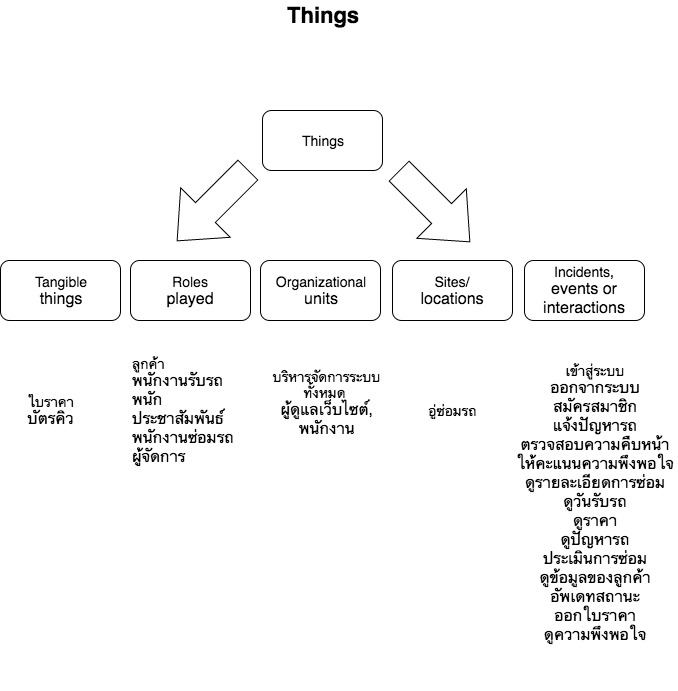 Things
Things
Tangible
things
Roles
played
Organizational
units
Sites/
locations
Incidents,
events or
interactions
ใบราคา
บัตรคิว
ลูกค้า
พนักงานรับรถ
พนัก
ประชาสัมพันธ์
พนักงานซ่อมรถ
ผู้จัดการ
บริหารจัดการระบบ
ทั้งหมด
ผู้ดูแลเว็บไซต์,
พนักงาน
อู่ซ่อมรถ
เข้าสู่ระบบ
ออกจากระบบ
สมัครสมาชิก
แจ้งปัญหารถ
ตรวจสอบความคืบหน้า
ให้คะแนนความพึงพอใจ
ดูรายละเอียดการซ่อม
ดูวันรับรถ
ดูราคา
ดูปัญหารถ
ประเมินการซ่อม
ดูข้อมูลของลูกค้า
อัพเดทสถานะ
ออกใบราคา
ดูความพึงพอใจ